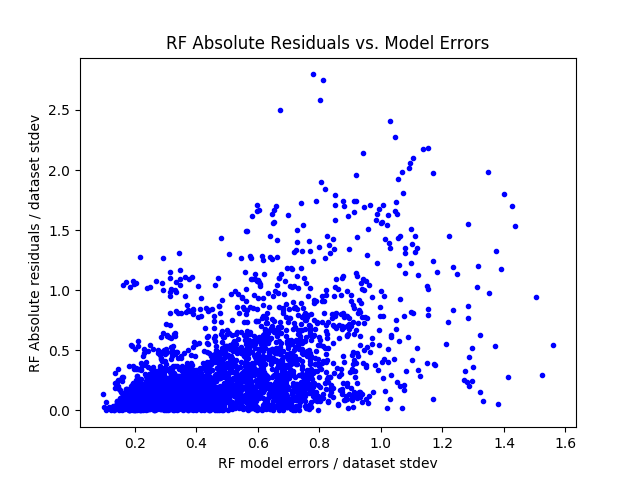 RF Absolute Residuals vs. Model Errors
RF Absolute residuals / dataset stdev
2.5
2.0
1.5
1.0
0.5
0.0
0.2 0.4 0.6 0.8 1.0 1.2 1.4 1.6
RF model errors / dataset stdev